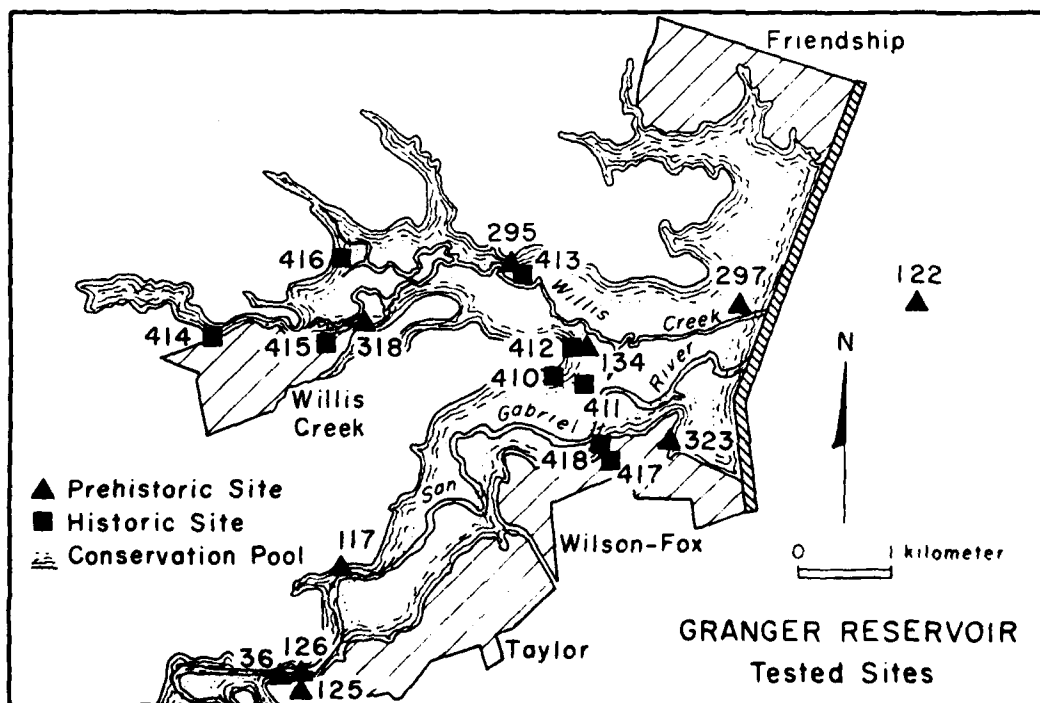 Friendship
295
416
413
Willis
297
122
Creek
414
415
318
412
134
N
River
410
Willis
Creek
411
Gabriel
323
418
417
▲ Prehistoric Site
San
■ Historic Site
117
Wilson-Fox
Conservation Pool
0 1 kilometer
126
GRANGER RESERVOIR
36
Taylor
Tested Sites
125